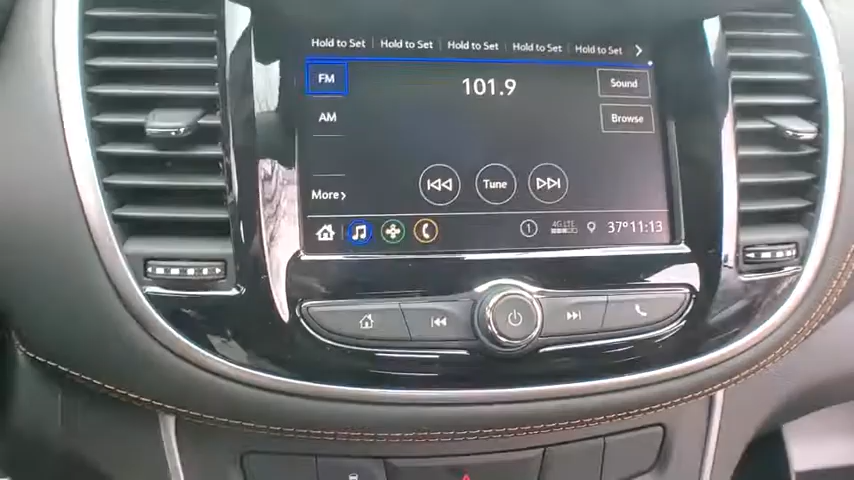 Hold to Set Hold to Set Hold to Set Hold to Set Hold to Set
FM 101.9 Sound
AM Browse
More Tune
1 4G LTE 37° 11:13